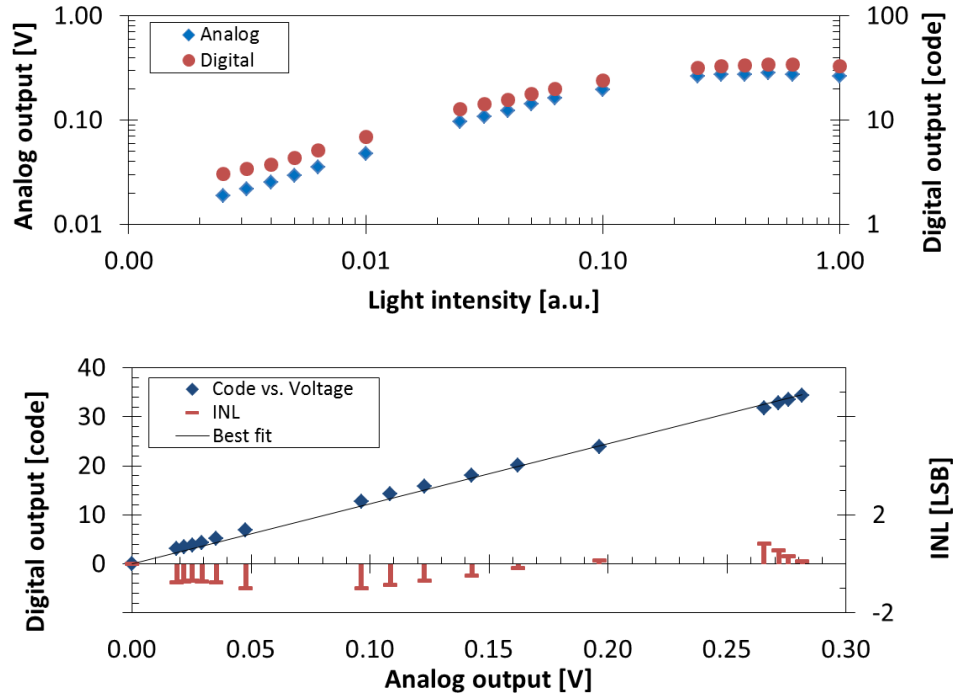 Analog output [V]
1.00
0.10
0.01
Analog
Digital
100
10
1
Digital output [code]
0.00
0.01
0.10
1.00
Light intensity [a.u.]
Digital output [code]
40
30
20
10
0
-10
Code vs. Voltage
INL
Best fit
2
-2
INL [LSB]
0.00
0.05
0.10
0.15
0.20
0.25
0.30
Analog output [V]